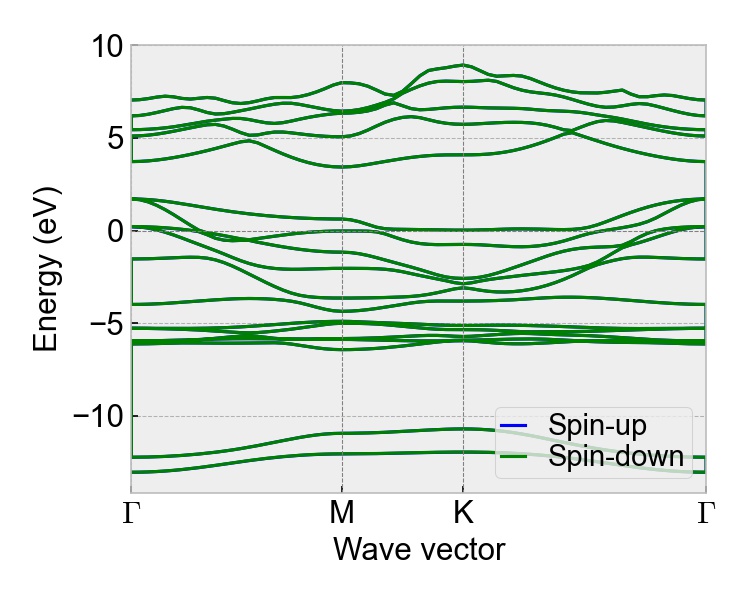 10
5
0
−5
−10
Energy (eV)
Spin-up
Spin-down
Γ M K Γ
Wave vector